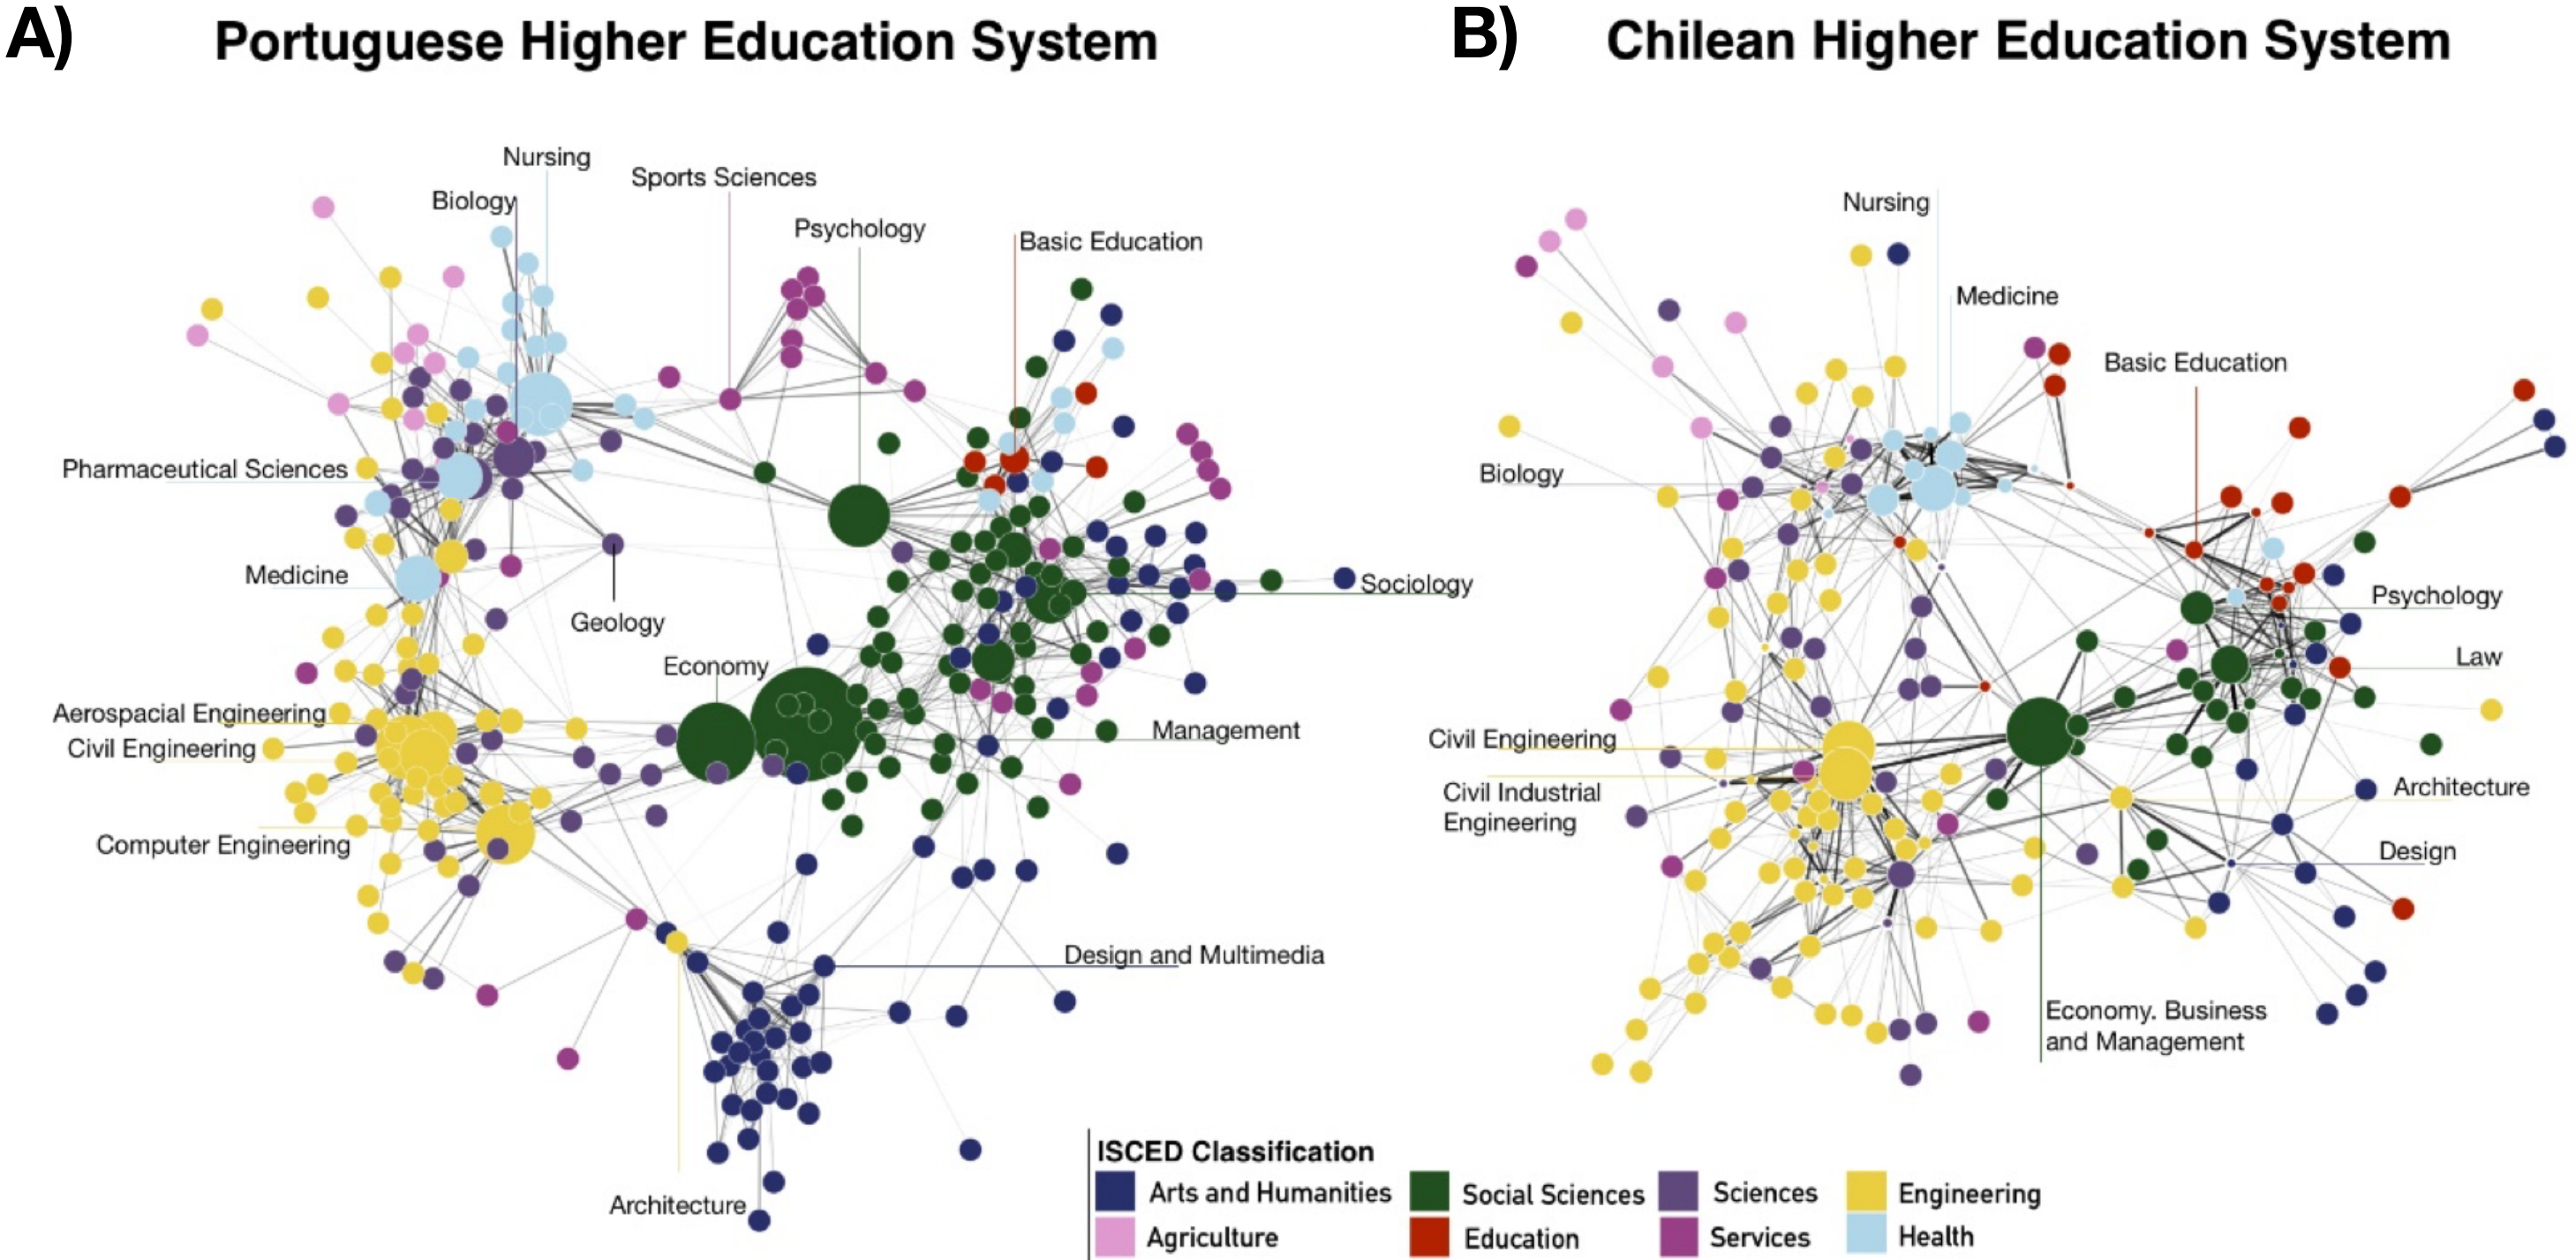 A)
Portuguese Higher Education System
Nursing
Biology
Sports Sciences
Psychology
Basic Education
Pharmaceutical Sciences
Medicine
Geology
Sociology
Economy
Aerospacial Engineering
Civil Engineering
Management
Computer Engineering
Design and Multimedia
Architecture
B)
Chilean Higher Education System
Nursing
Medicine
Basic Education
Biology
Psychology
Law
Civil Engineering
Civil Industrial
Engineering
Architecture
Design
Economy. Business
and Management
ISCED Classification
Arts and Humanities
Social Sciences
Sciences
Engineering
Agriculture
Education
Services
Health